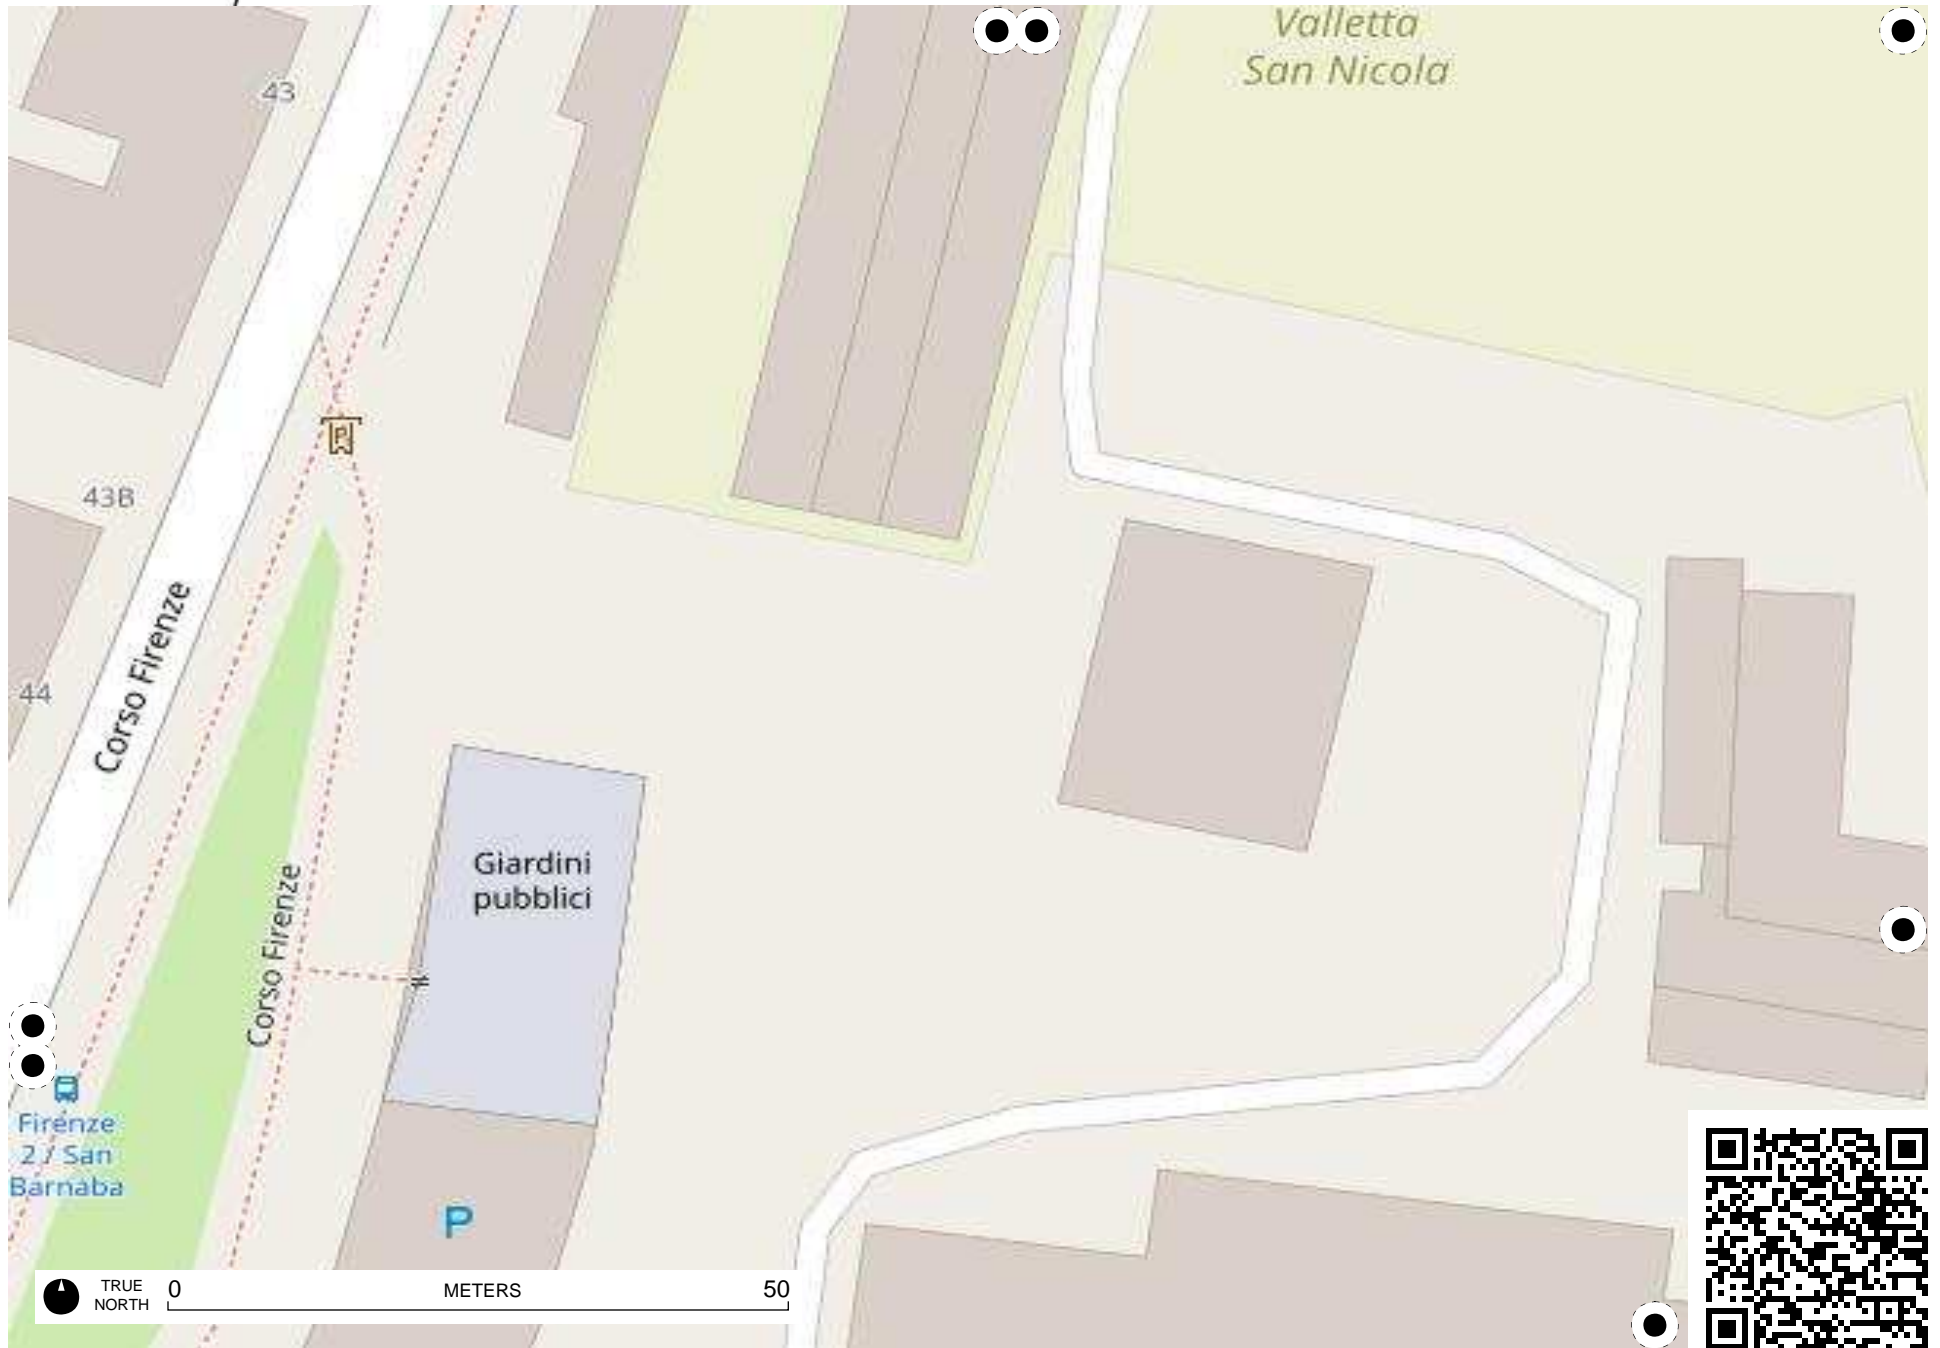 Valletta
San Nicola
43
P
43B
Corso Firenze
44
Giardini
pubblici
Corso Firenze
Firenze
2 / San
Barnaba
P
TRUE
NORTH
0
METERS
50